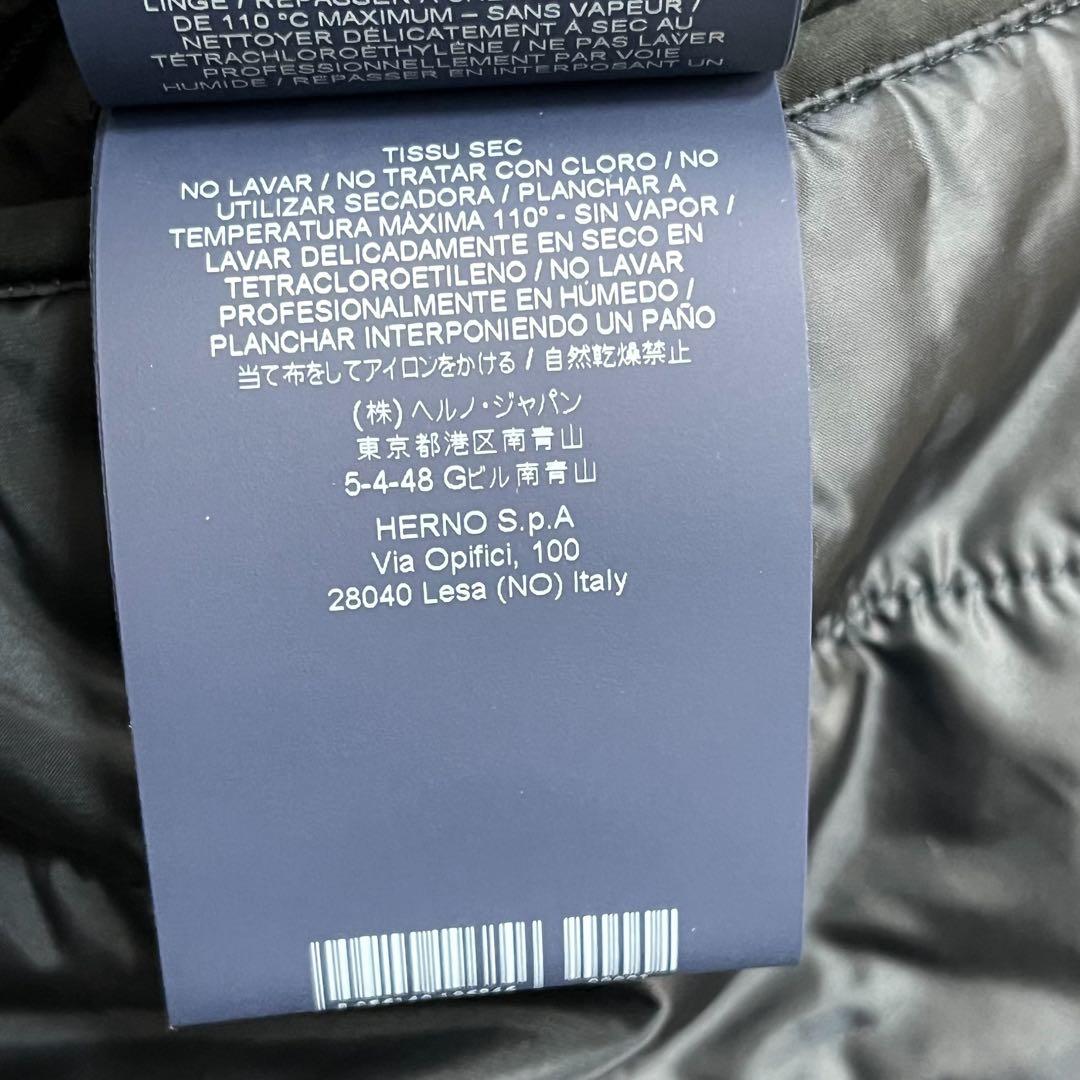 LINGE / REPASSER À
DE 110 °C MAXIMUM – SANS VAPEUR /
NETTOYER DÉLICATEMENT À SEC AU
TÉTRACHLOROÉTHYLÈNE / NE PAS LAVER
PROFESSIONNELLEMENT PAR VOIE
HUMIDE / REPASSER EN INTERPOSANT UN
TISSU SEC
NO LAVAR / NO TRATAR CON CLORO / NO
UTILIZAR SECADORA / PLANCHAR A
TEMPERATURA MÁXIMA 110° - SIN VAPOR /
LAVAR DELICADAMENTE EN SECO EN
TETRACLOROETILENO / NO LAVAR
PROFESIONALMENTE EN HÚMEDO /
PLANCHAR INTERPONIENDO UN PAÑO
当て布をしてアイロンをかける / 自然乾燥禁止
(株) ヘルノ・ジャパン
東京都港区南青山
5-4-48 Gビル南青山
HERNO S.p.A
Via Opifici, 100
28040 Lesa (NO) Italy